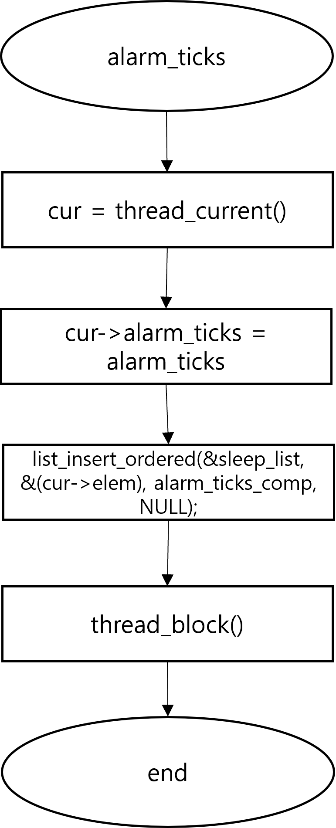 alarm_ticks
cur = thread_current()
cur->alarm_ticks =
alarm_ticks
list_insert_ordered(&sleep_list,
&(cur->elem), alarm_ticks_comp,
NULL);
thread_block()
end